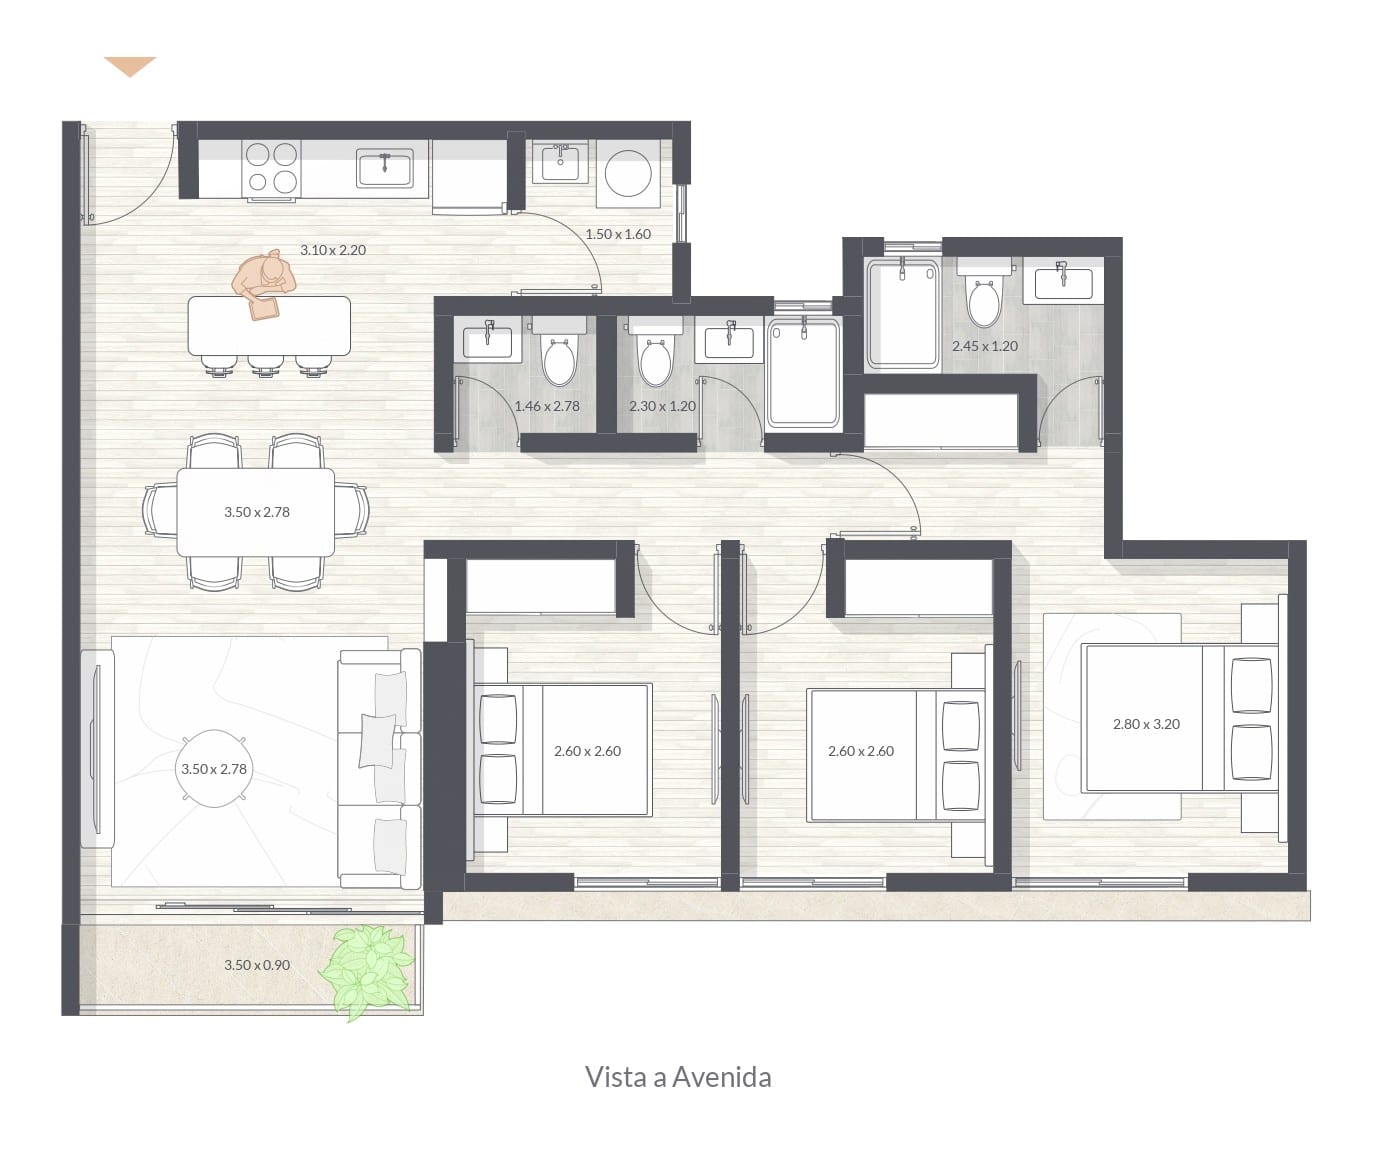 1.50 x 1.60
3.10 x 2.20
2.45 x 1.20
1.46 x 2.78
2.30 x 1.20
3.50 x 2.78
2.80 x 3.20
2.60 x 2.60
2.60 x 2.60
3.50 x 2.78
3.50 x 0.90
Vista a Avenida